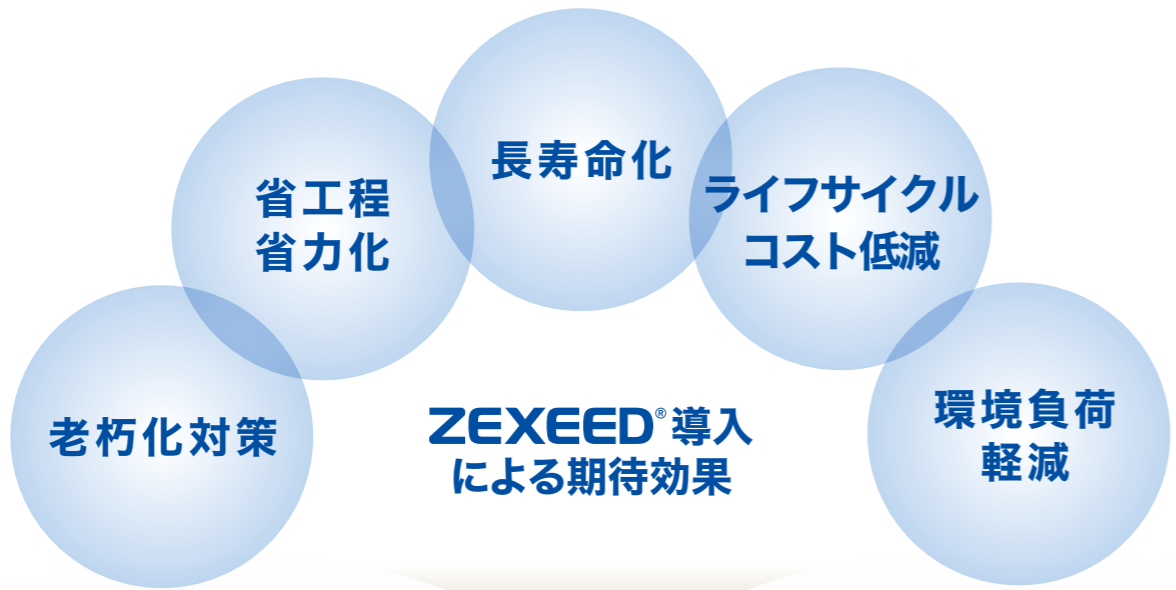 老朽化対策
省工程
省力化
長寿命化
ライフサイクル
コスト低減
環境負荷
軽減
ZEXEED®導入
による期待効果